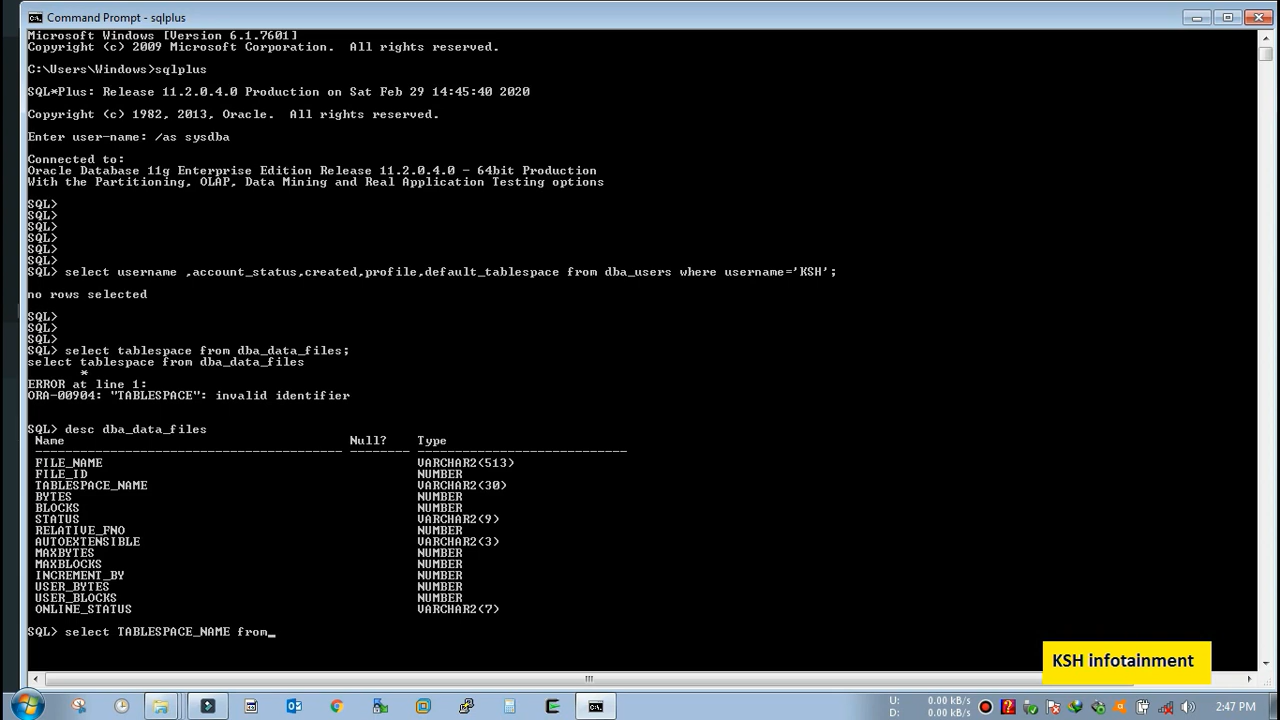 Command Prompt - sqlplus
Microsoft Windows [Version 6.1.7601]
Copyright (c) 2009 Microsoft Corporation.  All rights reserved.
C:\Users\Windows>sqlplus
SQL*Plus: Release 11.2.0.4.0 Production on Sat Feb 29 14:45:40 2020
Copyright (c) 1982, 2013, Oracle.  All rights reserved.
Enter user-name: /as sysdba
Connected to:
Oracle Database 11g Enterprise Edition Release 11.2.0.4.0 - 64bit Production
With the Partitioning, OLAP, Data Mining and Real Application Testing options
SQL>
SQL>
SQL>
SQL>
SQL>
SQL>
SQL> select username ,account_status,created,profile,default_tablespace from dba_users where username='KSH';
no rows selected
SQL>
SQL>
SQL>
SQL> select tablespace from dba_data_files;
select tablespace from dba_data_files
*
ERROR at line 1:
ORA-00904: "TABLESPACE": invalid identifier
SQL> desc dba_data_files
Name Null? Type
----------------------------------------- -------- ----------------------------
FILE_NAME VARCHAR2(513)
FILE_ID NUMBER
TABLESPACE_NAME VARCHAR2(30)
BYTES NUMBER
BLOCKS NUMBER
STATUS VARCHAR2(9)
RELATIVE_FNO NUMBER
AUTOEXTENSIBLE VARCHAR2(3)
MAXBYTES NUMBER
MAXBLOCKS NUMBER
INCREMENT_BY NUMBER
USER_BYTES NUMBER
USER_BLOCKS NUMBER
ONLINE_STATUS VARCHAR2(7)
SQL> select TABLESPACE_NAME from_
KSH infotainment
U: 0.00 kB/s
D: 0.00 kB/s
2:47 PM